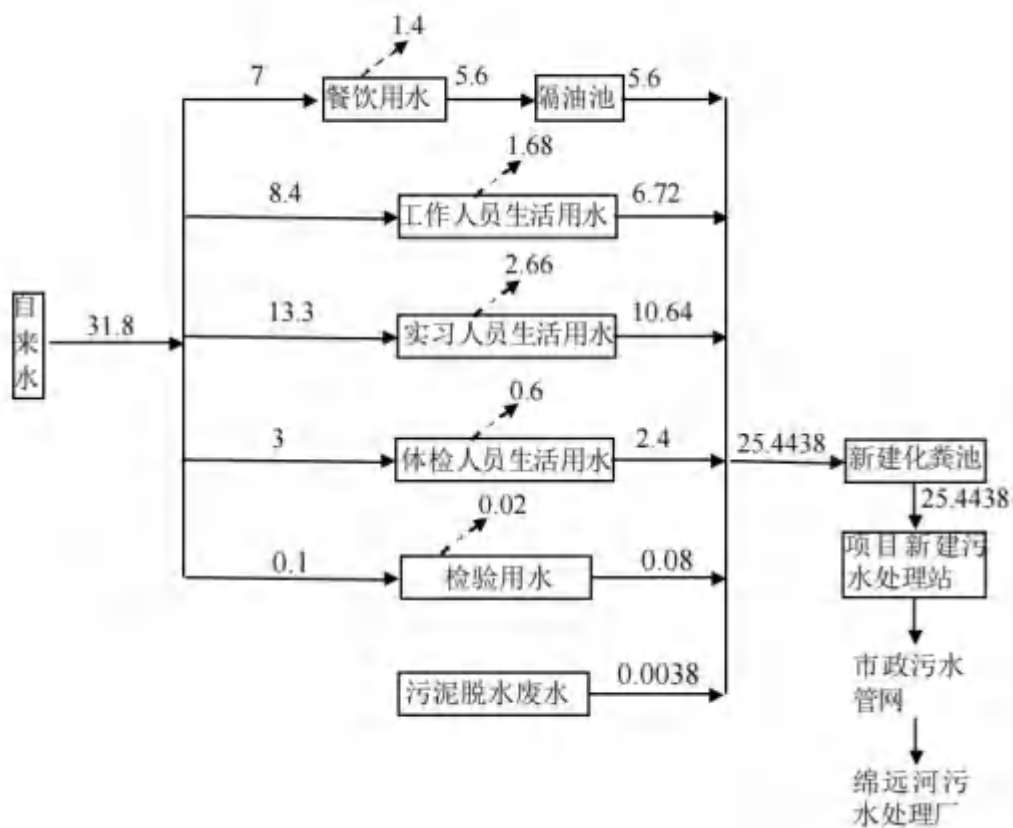 1.4
7
餐饮用水
5.6
隔油池
5.6
1.68
8.4
工作人员生活用水
6.72
2.66
自
来
水
31.8
13.3
实习人员生活用水
10.64
0.6
3
体检人员生活用水
2.4
25.4438
新建化粪池
0.02
25.4438
0.1
检验用水
0.08
项目新建污
水处理站
污泥脱水废水
0.0038
市政污水
管网
绵远河污
水处理厂